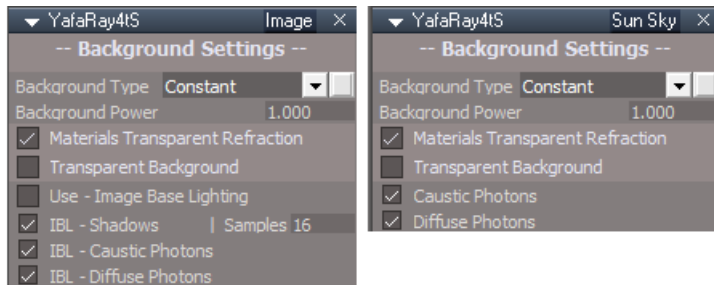 YafaRay4tS Image ×
-- Background Settings --
Background Type Constant
Background Power 1.000
Materials Transparent Refraction
Transparent Background
Use - Image Base Lighting
IBL - Shadows | Samples 16
IBL - Caustic Photons
IBL - Diffuse Photons
YafaRay4tS Sun Sky ×
-- Background Settings --
Background Type Constant
Background Power 1.000
Materials Transparent Refraction
Transparent Background
Caustic Photons
Diffuse Photons